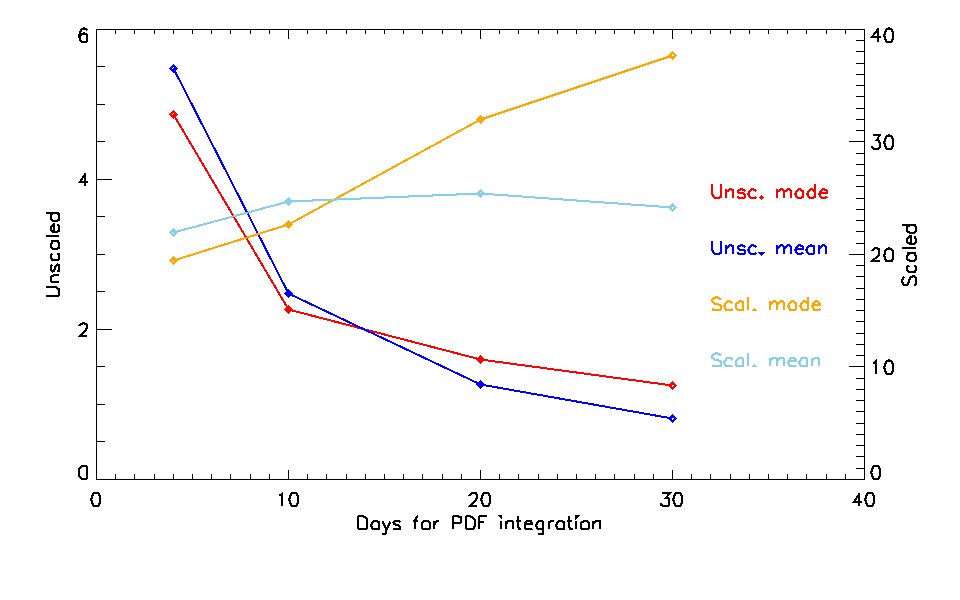 6
4
2
0
Unscaled
40
30
20
10
0
Scaled
Unsc. mode
Unsc. mean
Scal. mode
Scal. mean
0 10 20 30 40
Days for PDF integration